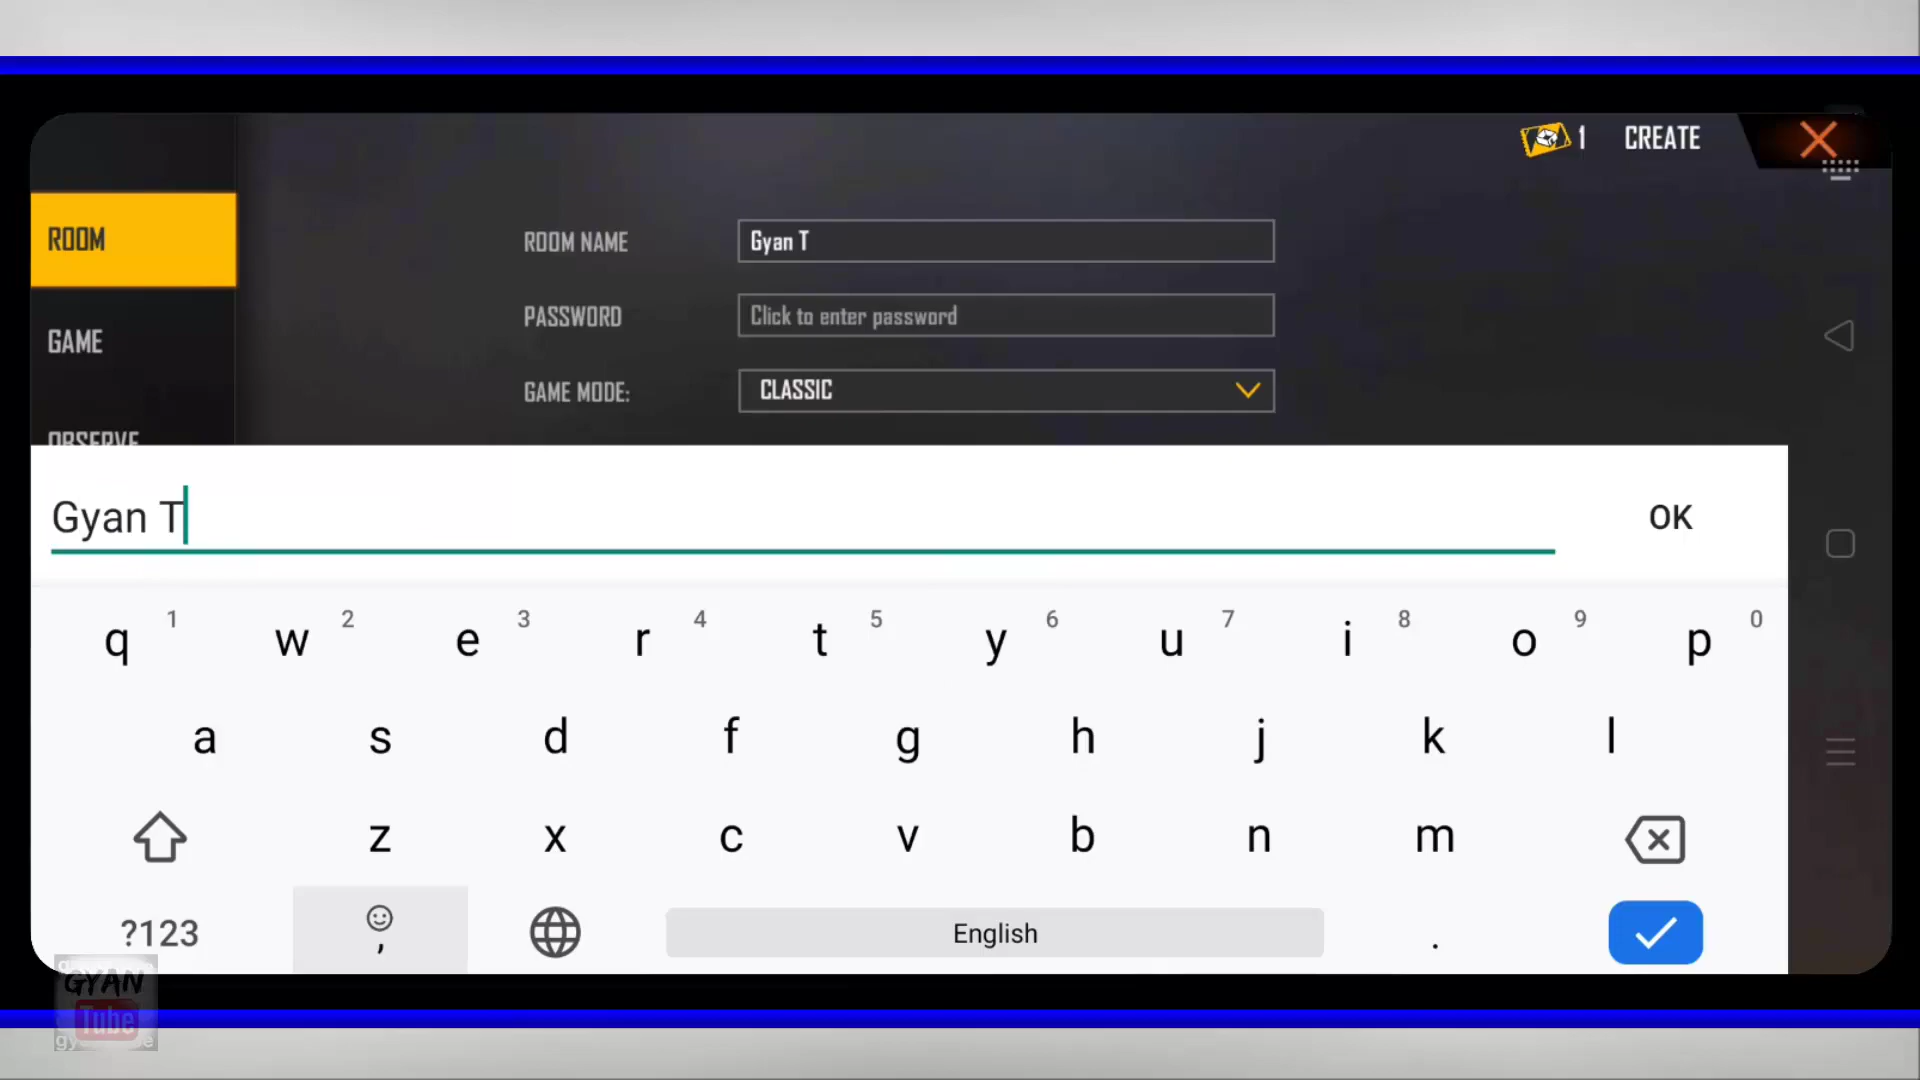 1 CREATE
ROOM
ROOM NAME Gyan T
PASSWORD Click to enter password
GAME
GAME MODE: CLASSIC
OBSERVE
Gyan T OK
q 1 w 2 e 3 r 4 t 5 y 6 u 7 i 8 o 9 p 0
a s d f g h j k l
z x c v b n m
?123 , English .
GYAN
Tube